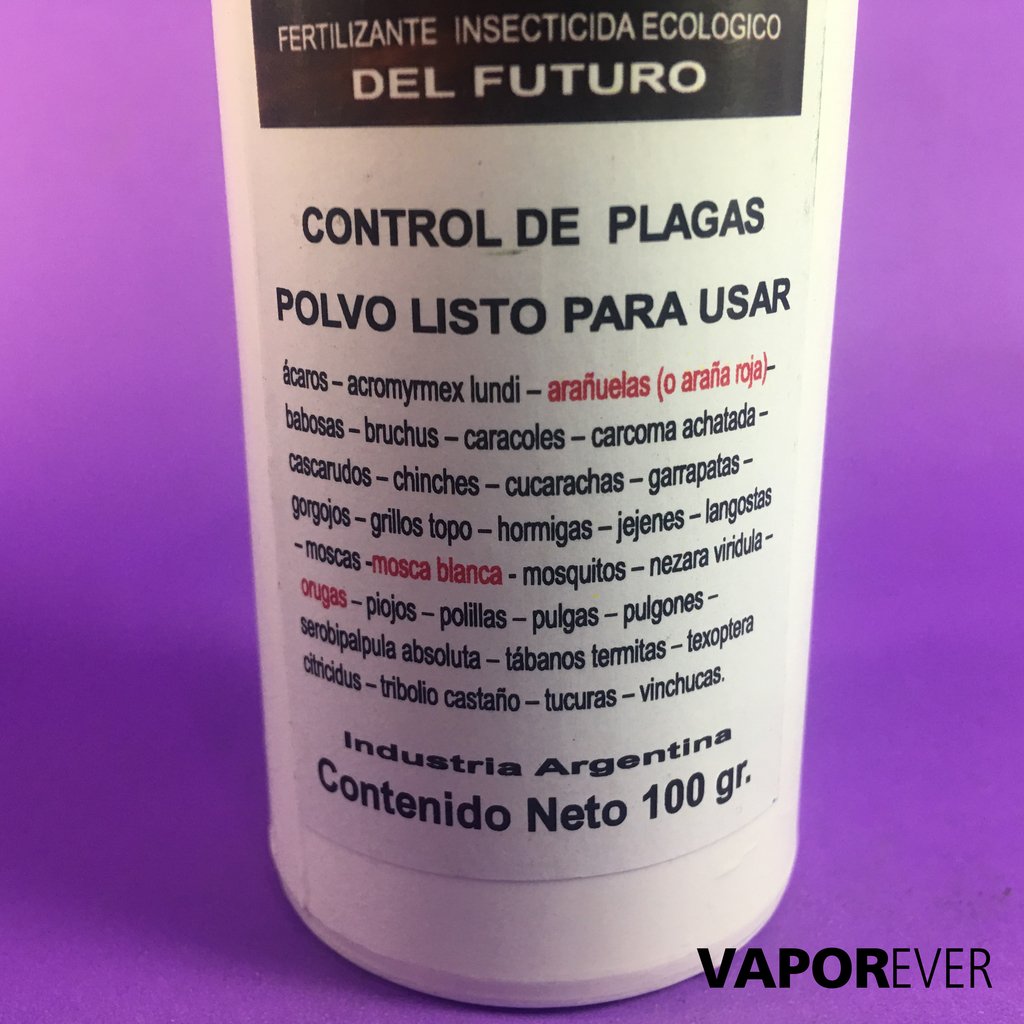 FERTILIZANTE INSECTICIDA ECOLOGICO
DEL FUTURO
CONTROL DE PLAGAS
POLVO LISTO PARA USAR
ácaros – acromyrmex lundi – arañuelas (o araña roja)–
babosas – bruchus – caracoles – carcoma achatada –
cascarudos – chinches – cucarachas – garrapatas –
gorgojos – grillos topo – hormigas – jejenes – langostas
– moscas -mosca blanca - mosquitos – nezara viridula –
orugas – piojos – polillas – pulgas – pulgones –
serobipalpula absoluta – tábanos termitas – texoptera
citricidus – tribolio castaño – tucuras – vinchucas.
Industria Argentina
Contenido Neto 100 gr.
VAPOREVER